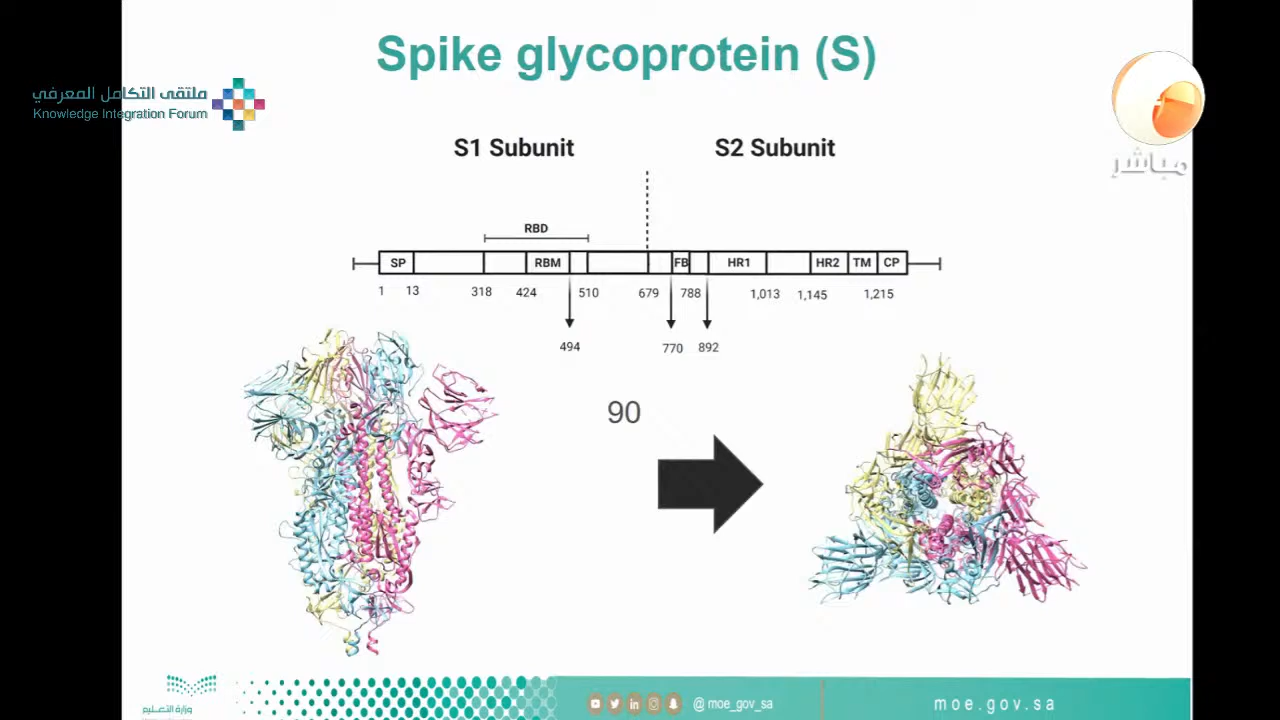 Spike glycoprotein (S)
ملتقى التكامل المعرفي
Knowledge Integration Forum
مباشر
S1 Subunit
S2 Subunit
RBD
SP RBM FB HR1 HR2 TM CP
1 13 318 424 510 679 788 1,013 1,145 1,215
494 770 892
90
وزارة التعليم
@moe_gov_sa
moe.gov.sa